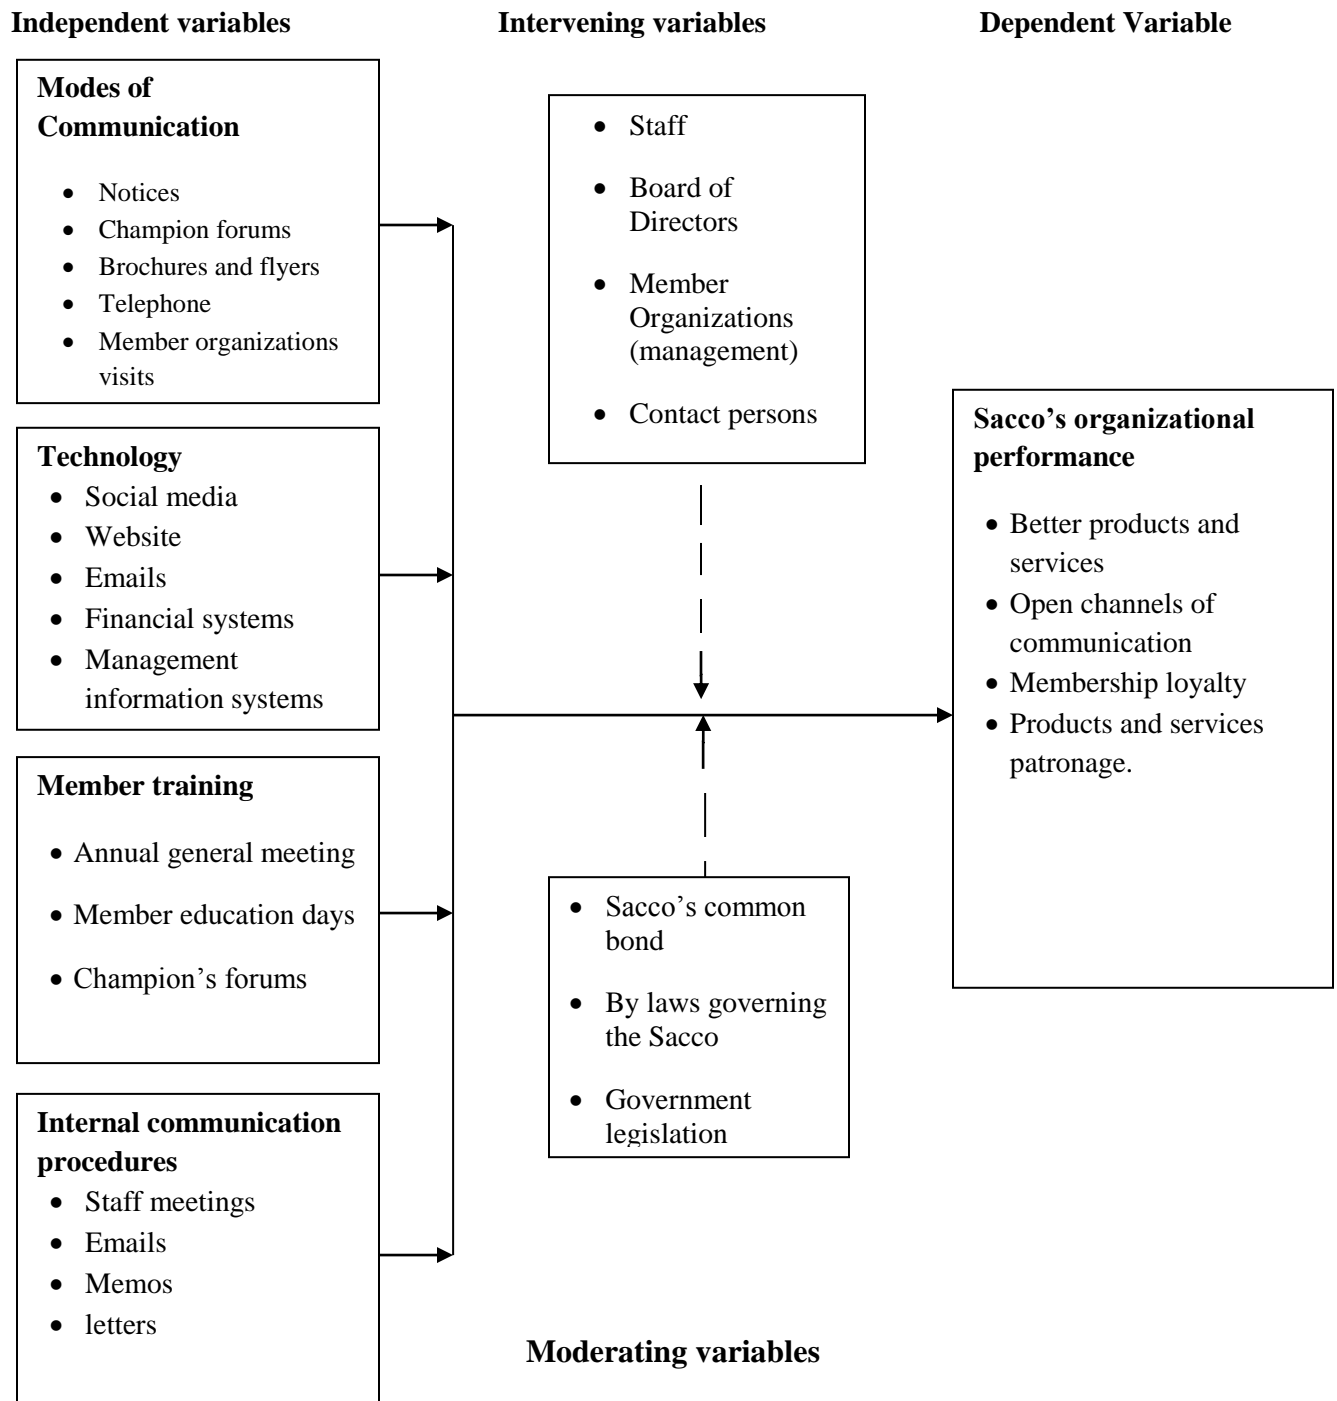 Independent variables
Intervening variables
Dependent Variable
Modes of
Communication
• Notices
• Champion forums
• Brochures and flyers
• Telephone
• Member organizations
visits
Technology
• Social media
• Website
• Emails
• Financial systems
• Management
information systems
Member training
• Annual general meeting
• Member education days
• Champion’s forums
Internal communication
procedures
• Staff meetings
• Emails
• Memos
• letters
• Staff
• Board of
Directors
• Member
Organizations
(management)
• Contact persons
• Sacco’s common
bond
• By laws governing
the Sacco
• Government
legislation
Moderating variables
Sacco’s organizational
performance
• Better products and
services
• Open channels of
communication
• Membership loyalty
• Products and services
patronage.